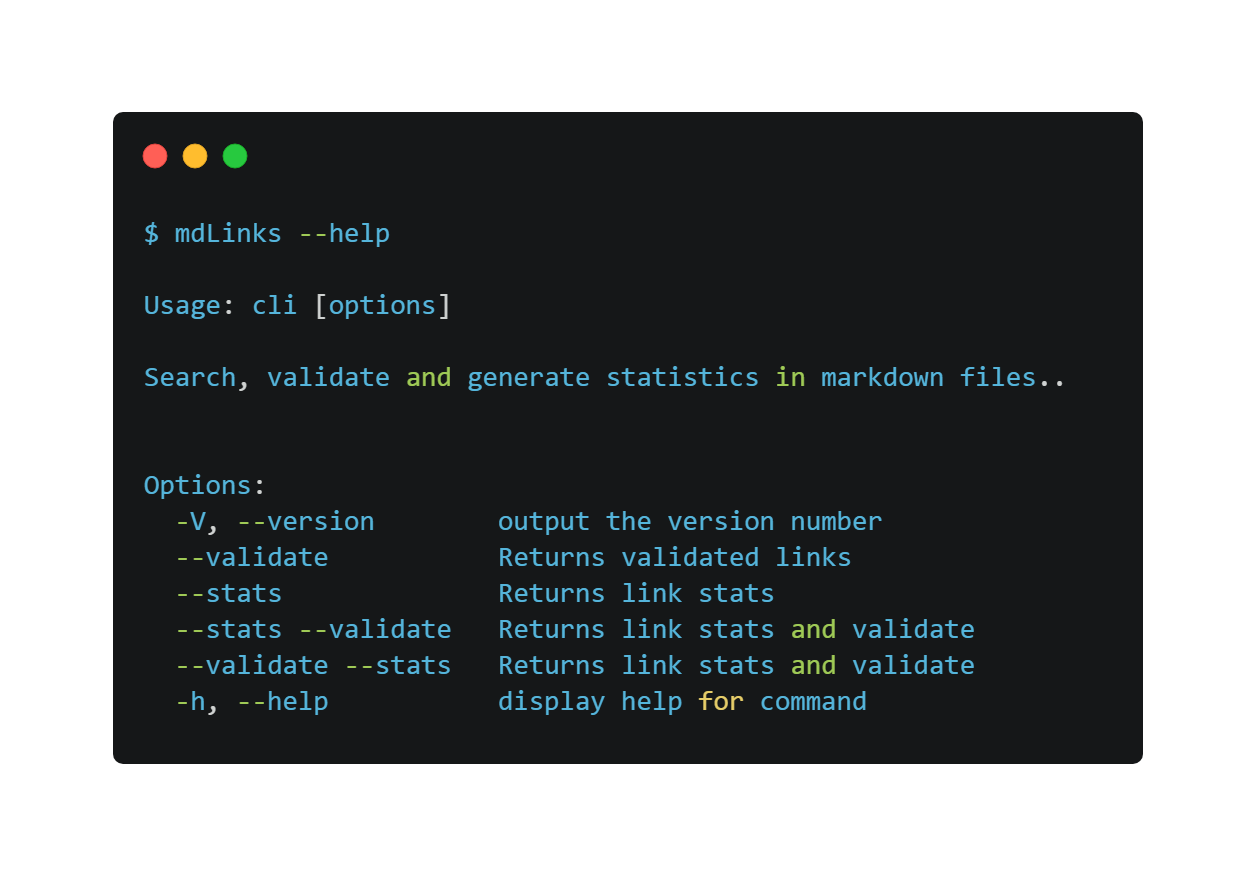 $ mdLinks --help
Usage: cli [options]
Search, validate and generate statistics in markdown files..
Options:
-V, --version output the version number
--validate Returns validated links
--stats Returns link stats
--stats --validate Returns link stats and validate
--validate --stats Returns link stats and validate
-h, --help display help for command